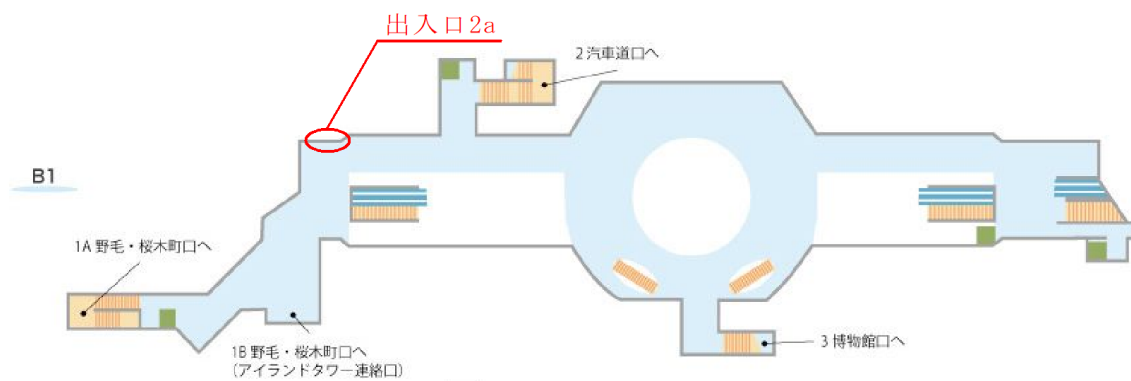 出入口2a
2 汽車道口へ
B1
1A 野毛・桜木町口へ
1B 野毛・桜木町口へ
(アイランドタワー連絡口)
3 博物館口へ